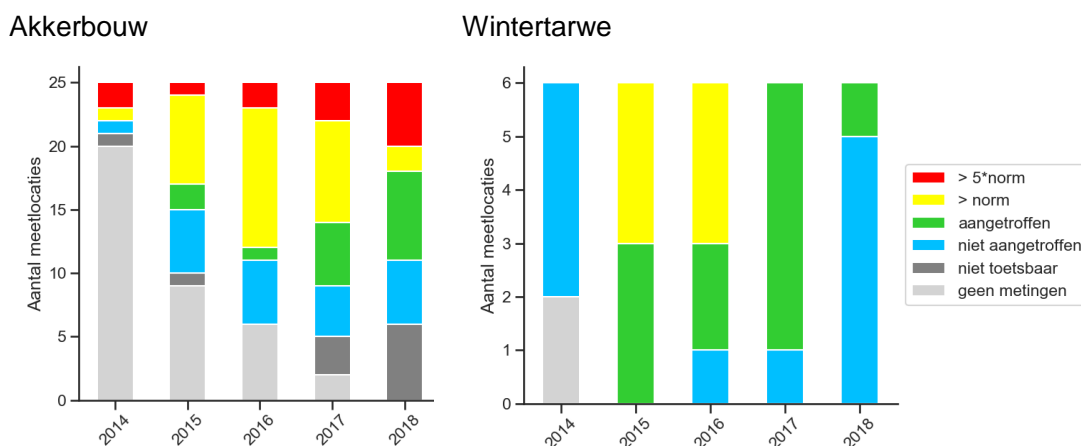 Akkerbouw
Aantal meetlocaties
25
20
15
10
5
0
2014
2015
2016
2017
2018
Wintertarwe
Aantal meetlocaties
6
5
4
3
2
1
0
2014
2015
2016
2017
2018
> 5*norm
> norm
aangetroffen
niet aangetroffen
niet toetsbaar
geen metingen